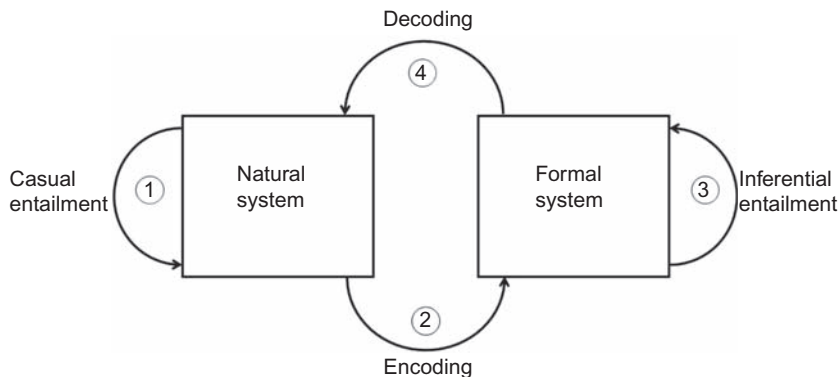 Decoding
4
Natural
system
Formal
system
Casual
entailment
1
3
Inferential
entailment
2
Encoding